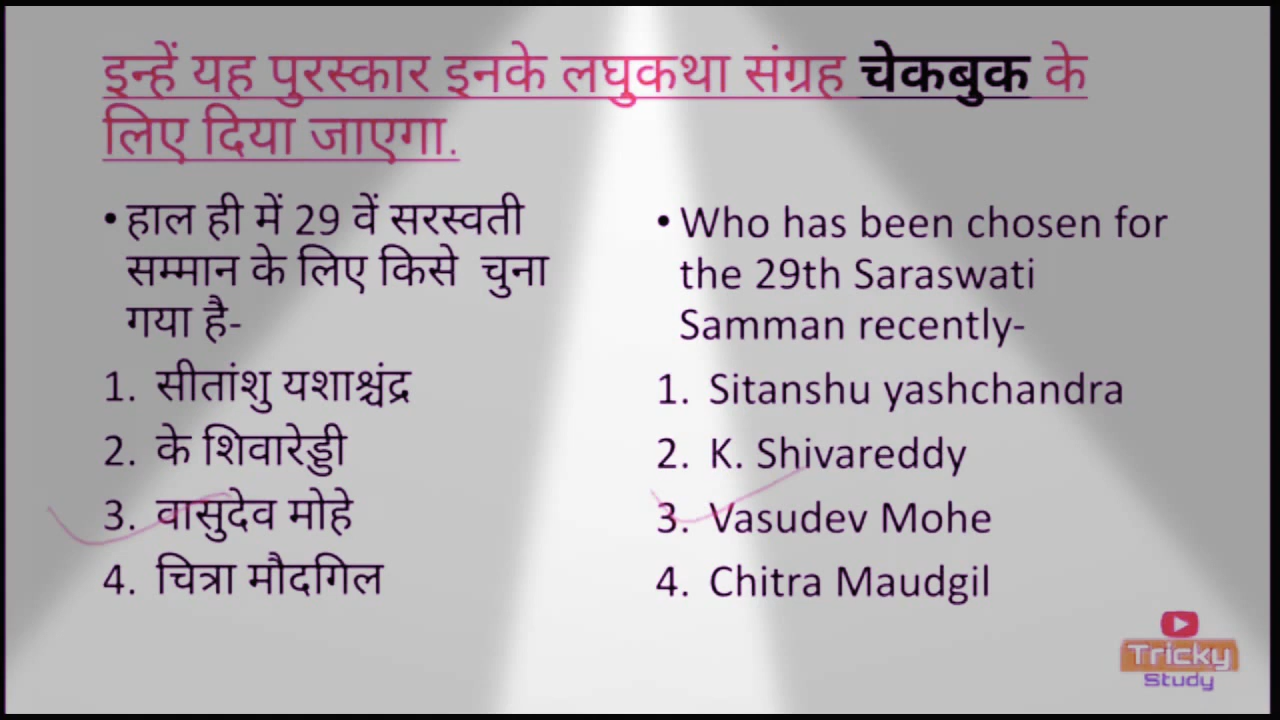 इन्हें यह पुरस्कार इनके लघुकथा संग्रह चेकबुक के
लिए दिया जाएगा.
• हाल ही में 29 वें सरस्वती
सम्मान के लिए किसे चुना
गया है-
1. सीतांशु यशाश्चंद्र
2. के शिवारेड्डी
3. वासुदेव मोहे
4. चित्रा मौदगिल
• Who has been chosen for
the 29th Saraswati
Samman recently-
1. Sitanshu yashchandra
2. K. Shivareddy
3. Vasudev Mohe
4. Chitra Maudgil
Tricky
Study